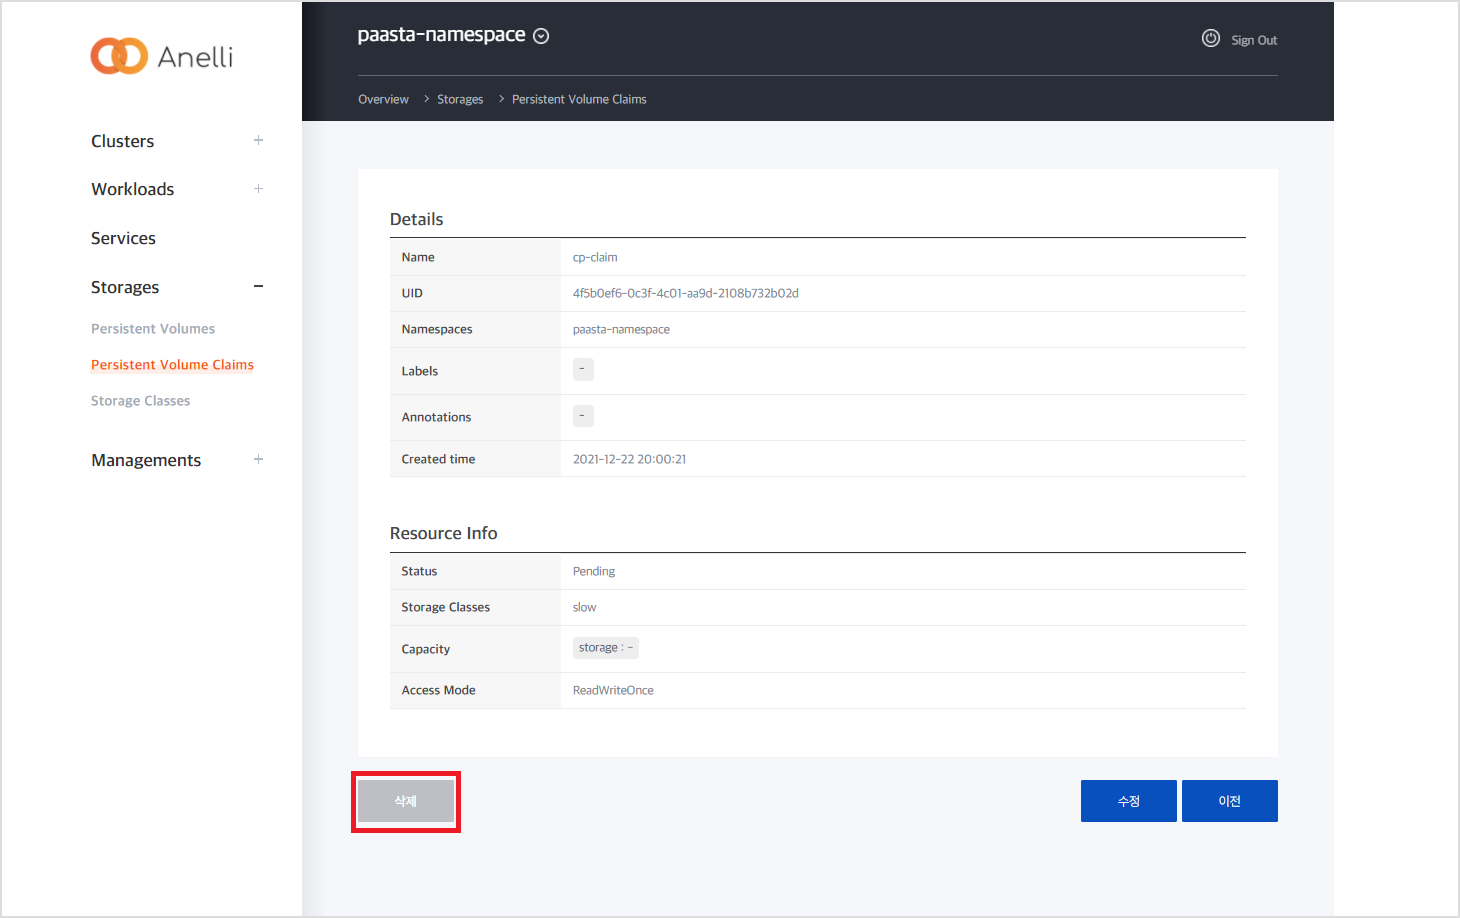 Anelli
Clusters
Workloads
Services
Storages
Persistent Volumes
Persistent Volume Claims
Storage Classes
Managements
paasta-namespace
Sign Out
Overview > Storages > Persistent Volume Claims
Details
Name cp-claim
UID 4f5b0ef6-0c3f-4c01-aa9d-2108b732b02d
Namespaces paasta-namespace
Labels -
Annotations -
Created time 2021-12-22 20:00:21
Resource Info
Status Pending
Storage Classes slow
Capacity storage : -
Access Mode ReadWriteOnce
삭제
수정 이전